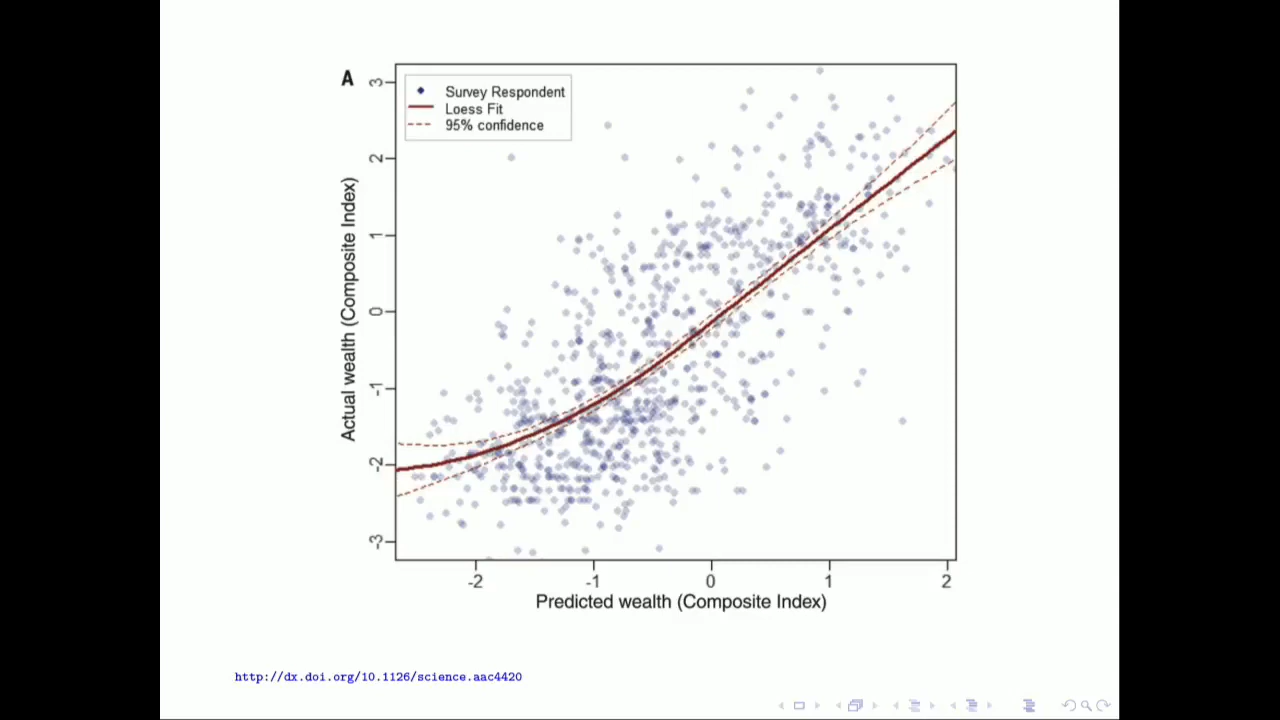 A
Survey Respondent
Loess Fit
95% confidence
3
2
1
0
-1
-2
-3
Actual wealth (Composite Index)
-2 -1 0 1 2
Predicted wealth (Composite Index)
http://dx.doi.org/10.1126/science.aac4420